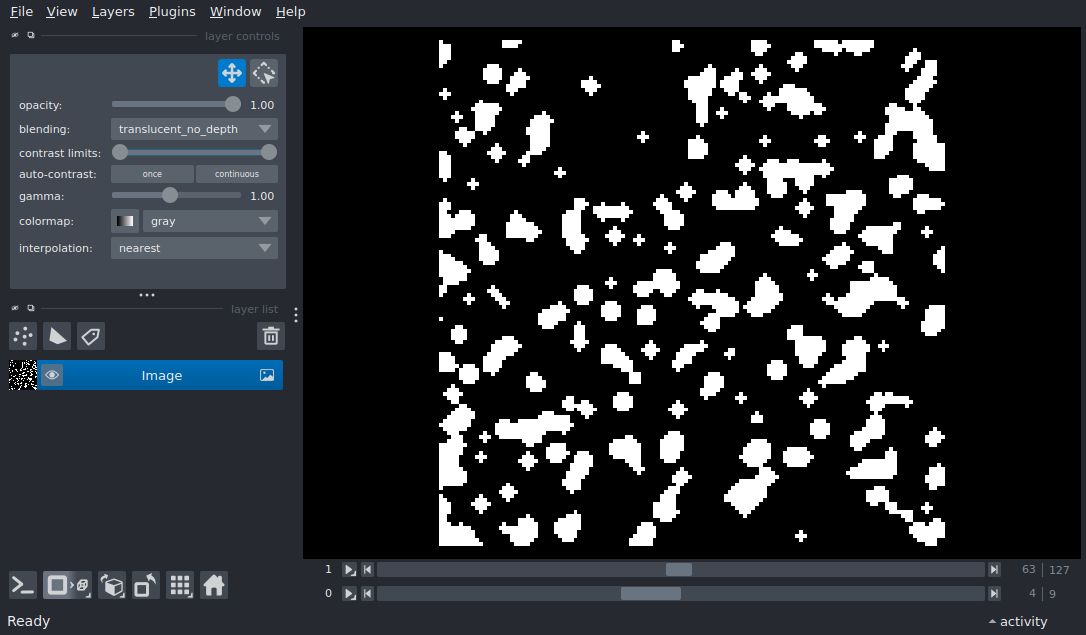 File View Layers Plugins Window Help
layer controls
opacity: 1.00
blending: translucent_no_depth
contrast limits:
auto-contrast: once continuous
gamma: 1.00
colormap: gray
interpolation: nearest
layer list
Image
1 63 127
0 4 9
Ready activity